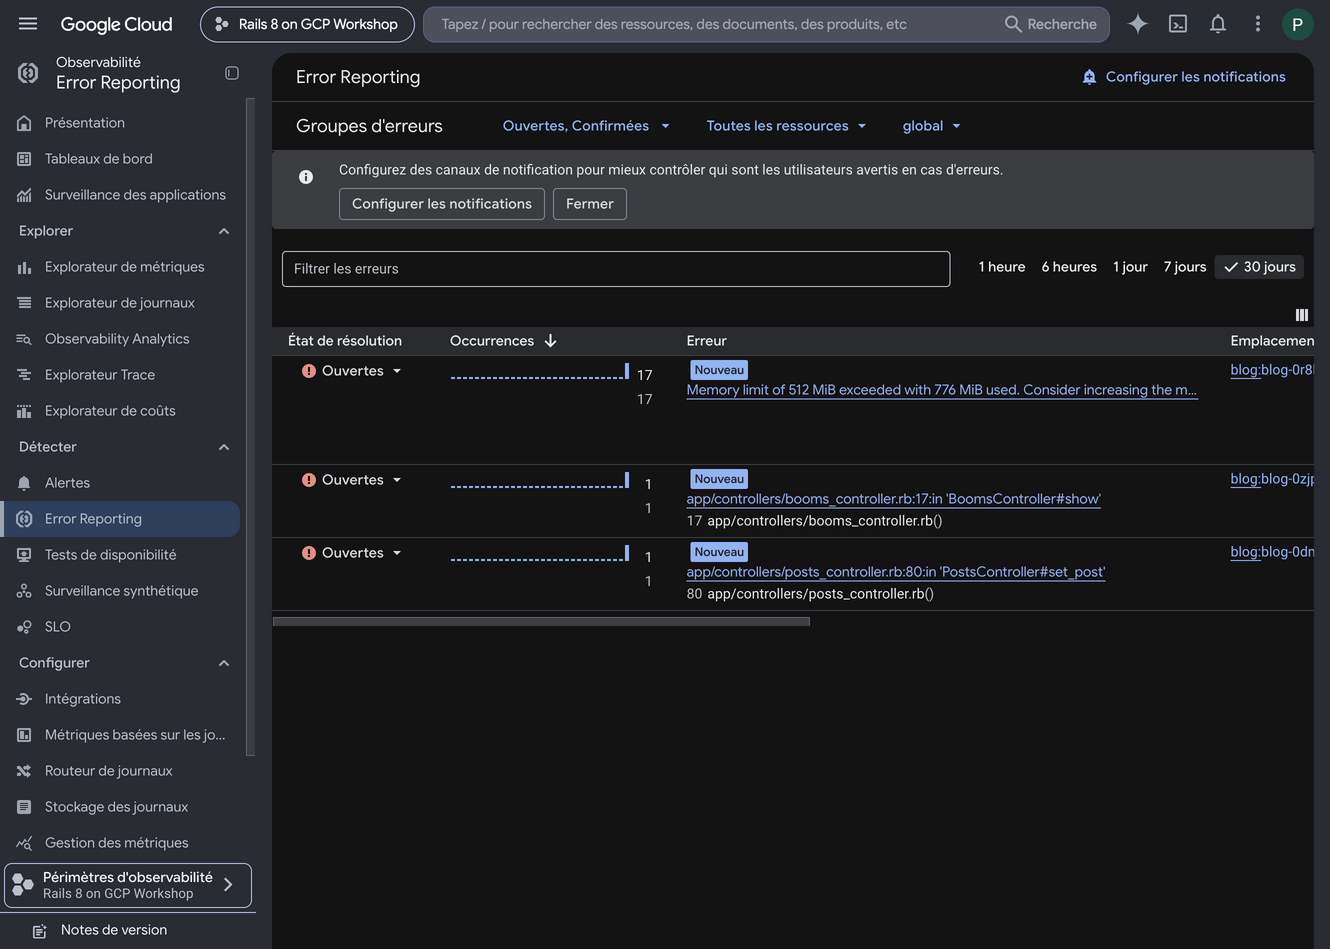 Google Cloud
Rails 8 on GCP Workshop
Tapez / pour rechercher des ressources, des documents, des produits, etc
Recherche
P
Observabilité
Error Reporting
Présentation
Tableaux de bord
Surveillance des applications
Explorer
Explorateur de métriques
Explorateur de journaux
Observability Analytics
Explorateur Trace
Explorateur de coûts
Détecter
Alertes
Error Reporting
Tests de disponibilité
Surveillance synthétique
SLO
Configurer
Intégrations
Métriques basées sur les jo...
Routeur de journaux
Stockage des journaux
Gestion des métriques
Périmètres d'observabilité
Rails 8 on GCP Workshop
Notes de version
Error Reporting
Configurer les notifications
Groupes d'erreurs
Ouvertes, Confirmées
Toutes les ressources
global
Configurez des canaux de notification pour mieux contrôler qui sont les utilisateurs avertis en cas d'erreurs.
Configurer les notifications
Fermer
Filtrer les erreurs
1 heure
6 heures
1 jour
7 jours
30 jours
État de résolution
Occurrences
Erreur
Emplacemen
Ouvertes
17
17
Nouveau
Memory limit of 512 MiB exceeded with 776 MiB used. Consider increasing the m...
blog:blog-0r8
Ouvertes
1
1
Nouveau
app/controllers/booms_controller.rb:17:in 'BoomsController#show'
17 app/controllers/booms_controller.rb()
blog:blog-0zjp
Ouvertes
1
1
Nouveau
app/controllers/posts_controller.rb:80:in 'PostsController#set_post'
80 app/controllers/posts_controller.rb()
blog:blog-0dn